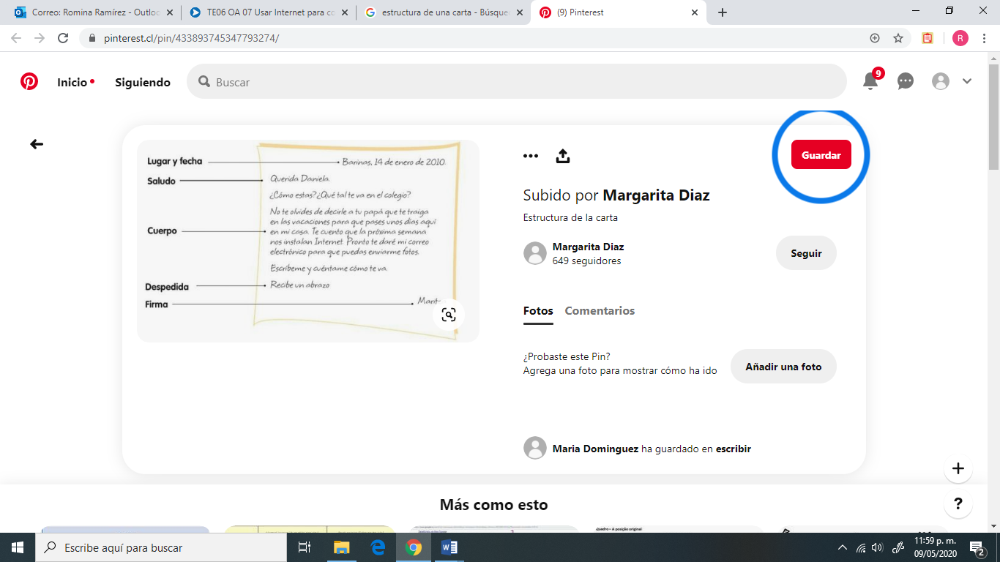 Correo: Romina Ramírez - Outloo
TE06 OA 07 Usar Internet para co
estructura de una carta - Búsque
(9) Pinterest
pinterest.cl/pin/433893745347793274/
R
Inicio
Siguiendo
Buscar
9
Guardar
Lugar y fecha
Barinas, 14 de enero de 2010.
Saludo
Querida Daniela.
¿Cómo estas? ¿Qué tal te va en el colegio?
Cuerpo
No te olvides de decirle a tu papá que te traiga
en las vacaciones para que pases unos días aquí
en mi casa. Te cuento que la próxima semana
nos instalan Internet. Pronto te daré mi correo
electrónico para que puedas enviarme fotos.
Escríbeme y cuéntame cómo te va.
Despedida
Recibe un abrazo
Firma
Subido por Margarita Diaz
Estructura de la carta
Margarita Diaz
649 seguidores
Seguir
Fotos
Comentarios
¿Probaste este Pin?
Agrega una foto para mostrar cómo ha ido
Añadir una foto
Maria Dominguez ha guardado en escribir
+
?
Más como esto
Quadro – A posição original
Escribe aquí para buscar
11:59 p. m.
09/05/2020
2